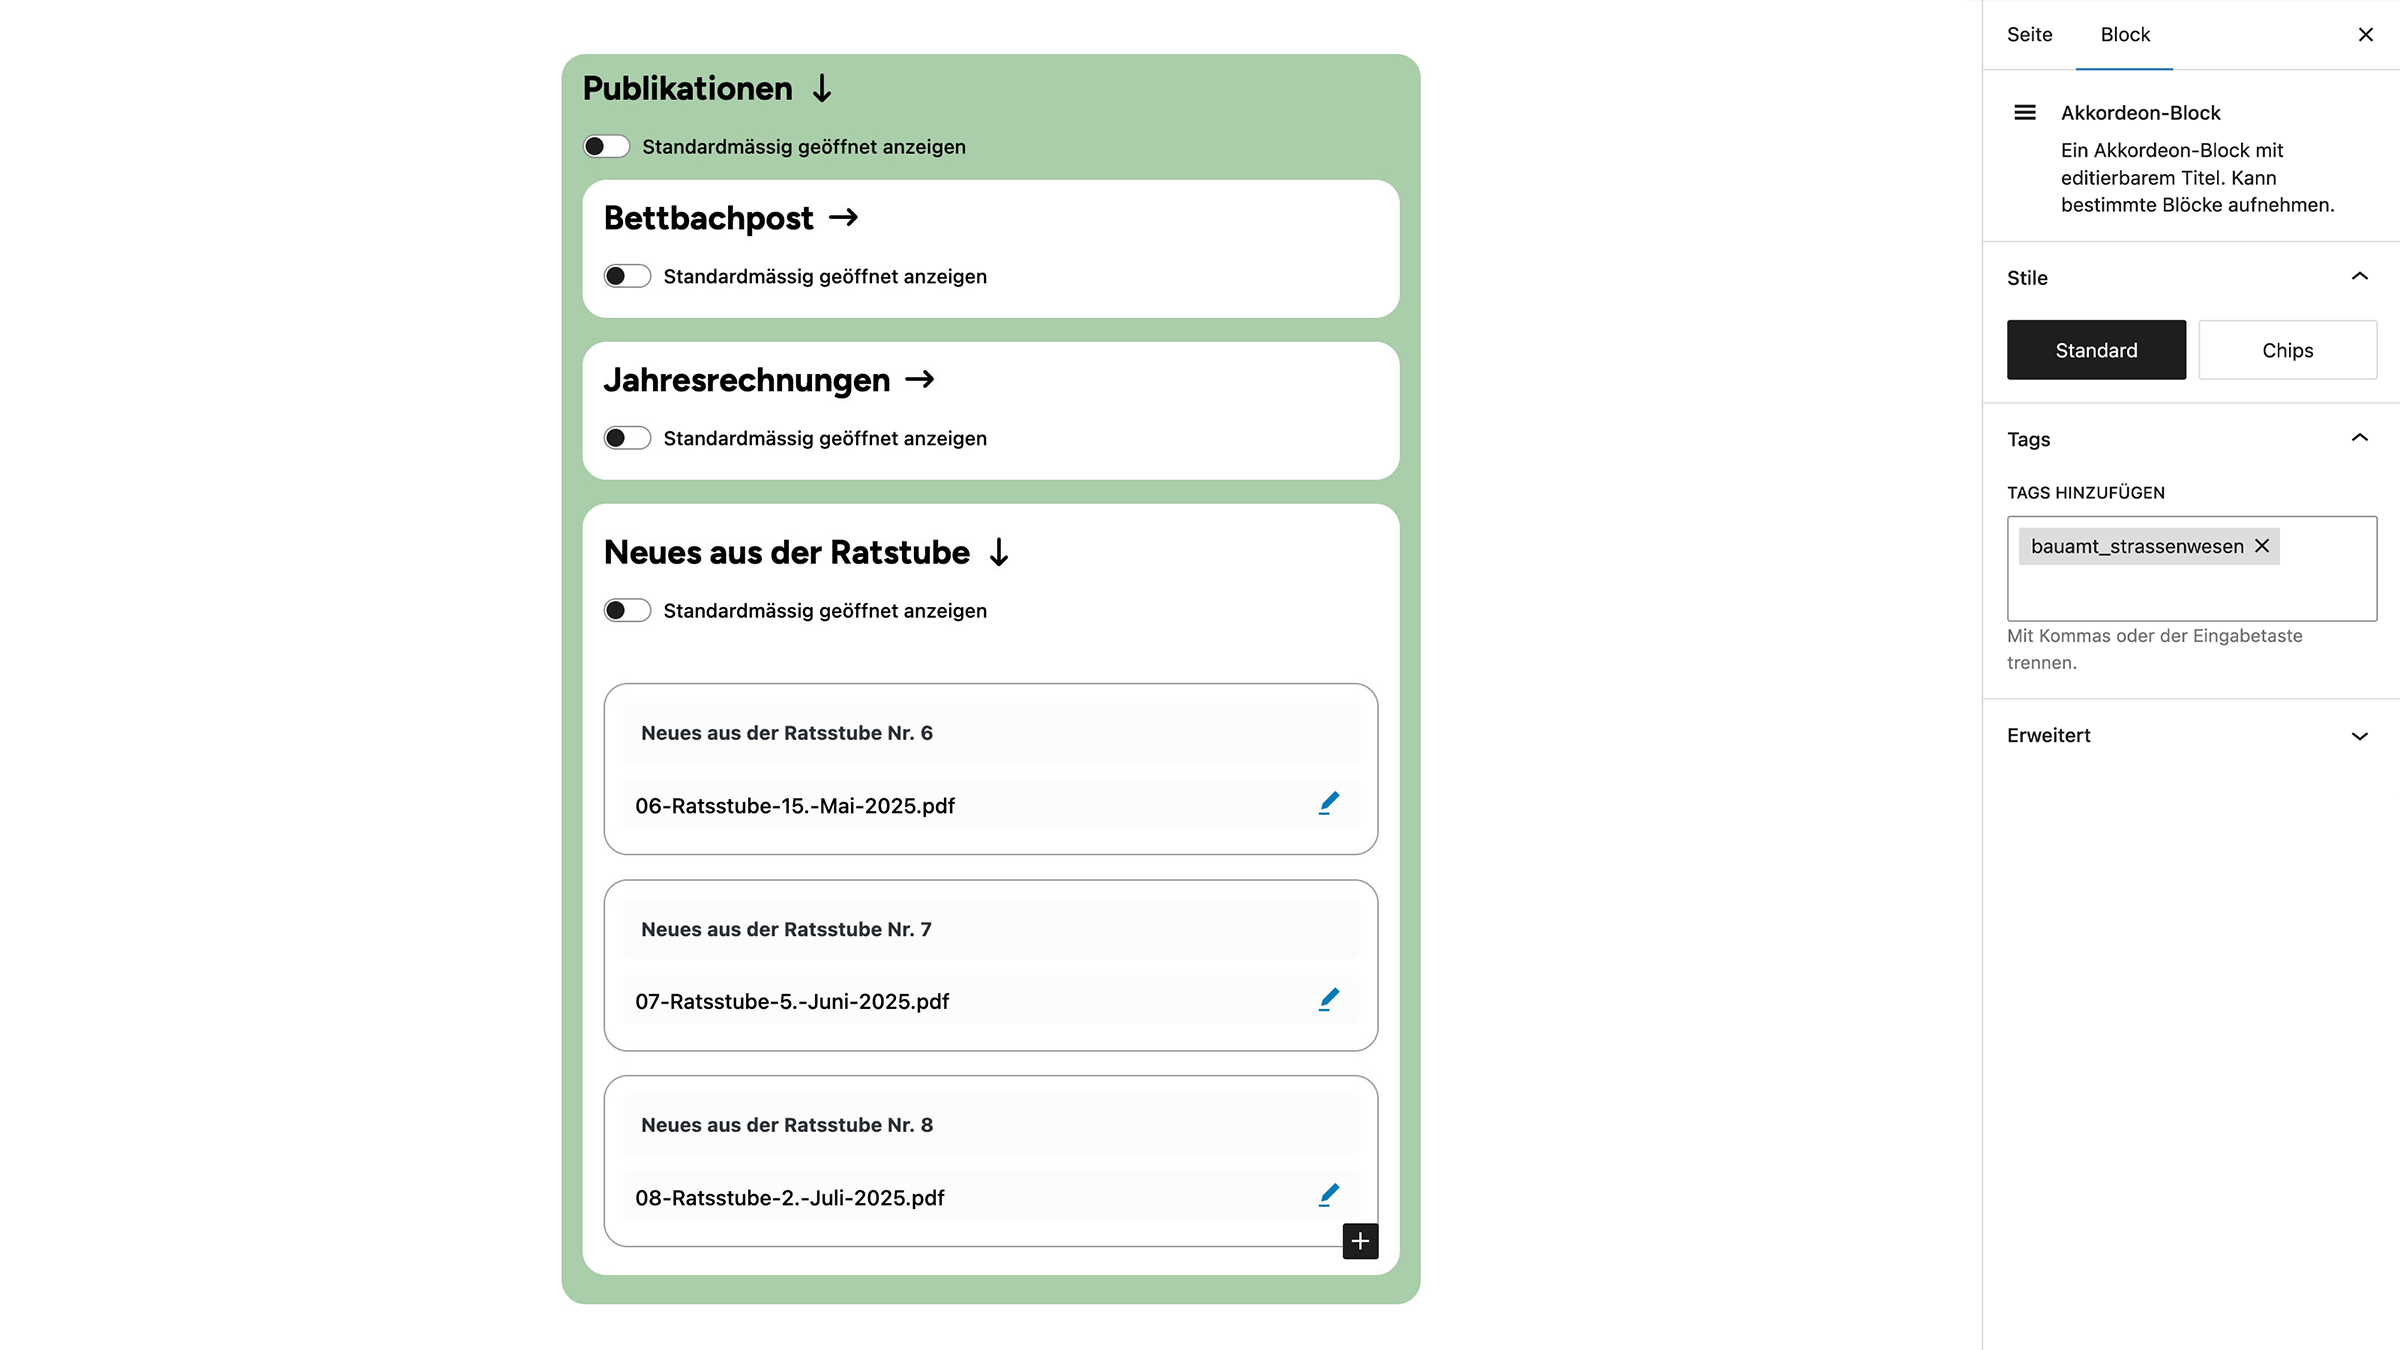 Publikationen ↓
Standardmässig geöffnet anzeigen
Bettbachpost →
Standardmässig geöffnet anzeigen
Jahresrechnungen →
Standardmässig geöffnet anzeigen
Neues aus der Ratstube ↓
Standardmässig geöffnet anzeigen
Neues aus der Ratsstube Nr. 6
06-Ratsstube-15.-Mai-2025.pdf
Neues aus der Ratsstube Nr. 7
07-Ratsstube-5.-Juni-2025.pdf
Neues aus der Ratsstube Nr. 8
08-Ratsstube-2.-Juli-2025.pdf
Seite
Block
Akkordeon-Block
Ein Akkordeon-Block mit
editierbarem Titel. Kann
bestimmte Blöcke aufnehmen.
Stile
Standard
Chips
Tags
TAGS HINZUFÜGEN
bauamt_strassenwesen
Mit Kommas oder der Eingabetaste
trennen.
Erweitert